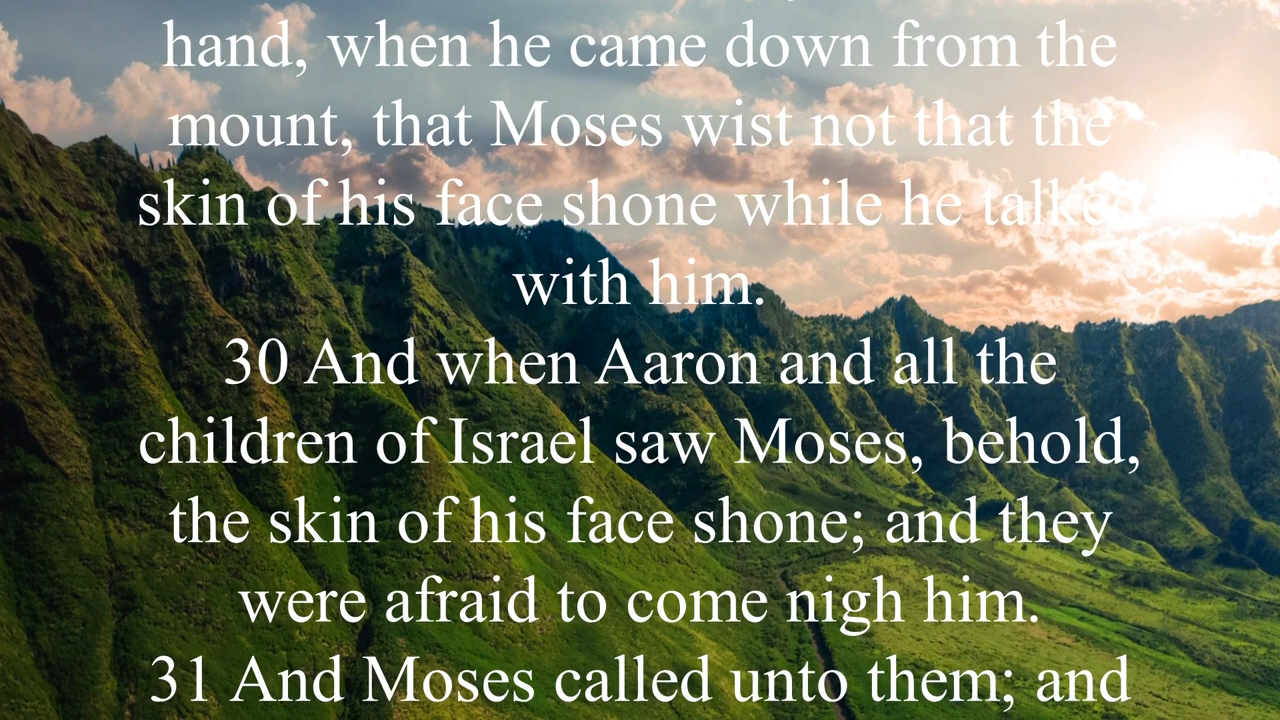 hand, when he came down from the
mount, that Moses wist not that the
skin of his face shone while he talked
with him.
30 And when Aaron and all the
children of Israel saw Moses, behold,
the skin of his face shone; and they
were afraid to come nigh him.
31 And Moses called unto them; and